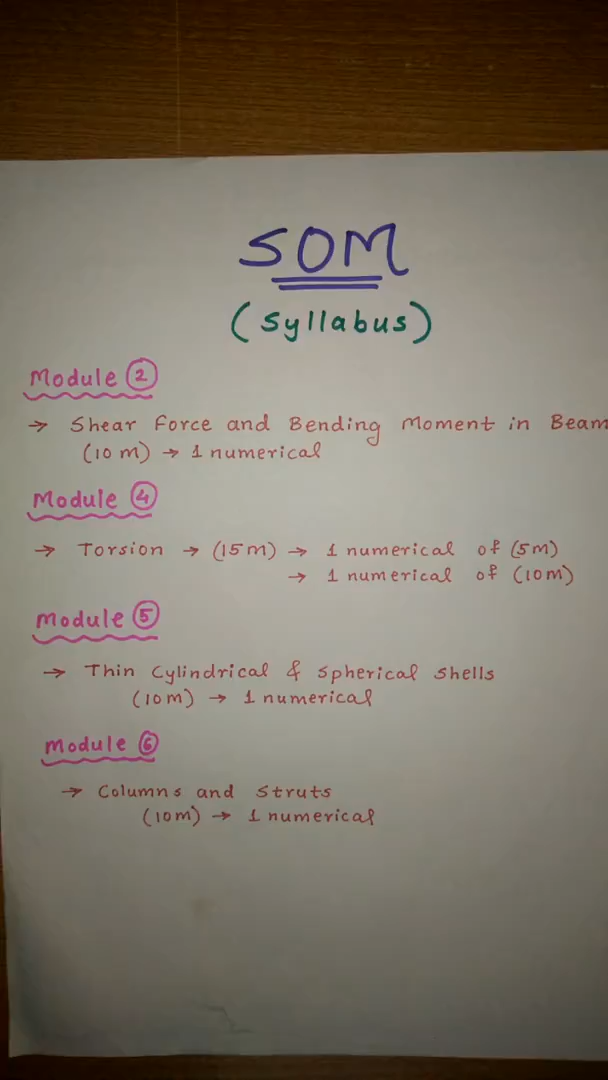 SOM
(Syllabus)
Module ②
→ Shear Force and Bending Moment in Beam
(10 m) → 1 numerical
Module ④
→ Torsion → (15m) → 1 numerical of (5m)
→ 1 numerical of (10m)
Module ⑤
→ Thin Cylindrical & Spherical Shells
(10m) → 1 numerical
Module ⑥
→ Columns and Struts
(10m) → 1 numerical